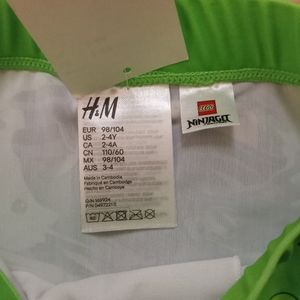 H&M
EUR 98/104
US 2-4Y
CA 2-4A
CN 110/60
MX 98/104
AUS 3-4
Made in Cambodia
Fabriqué en Cambodge
Hecho en Camboya
LEGO
NINJAGO